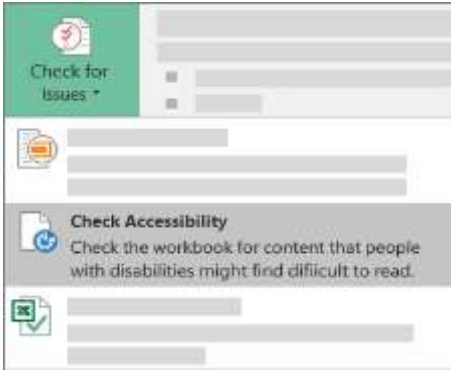 Check for
Issues
Check Accessibility
Check the workbook for content that people
with disabilities might find difficult to read.